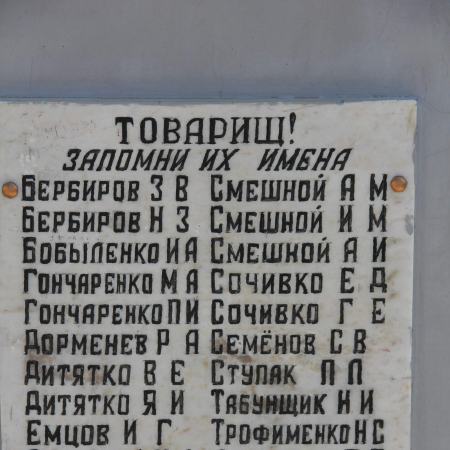 ТОВАРИЩ!
ЗАПОМНИ ИХ ИМЕНА
БЕРБИРОВ З В СМЕШНОЙ А М
БЕРБИРОВ Н З СМЕШНОЙ И М
БОБЫЛЕНКО И А СМЕШНОЙ А И
ГОНЧАРЕНКО М А СОЧИВКО Е Д
ГОНЧАРЕНКО П И СОЧИВКО Г Е
ДОРМЕНЕВ Р А СЕМЁНОВ С В
ДИТЯТКО В Е СТУПАК П П
ДИТЯТКО Я И ТАБУНЩИК Н И
ЕМЦОВ И Г ТРОФИМЕНКО Н С